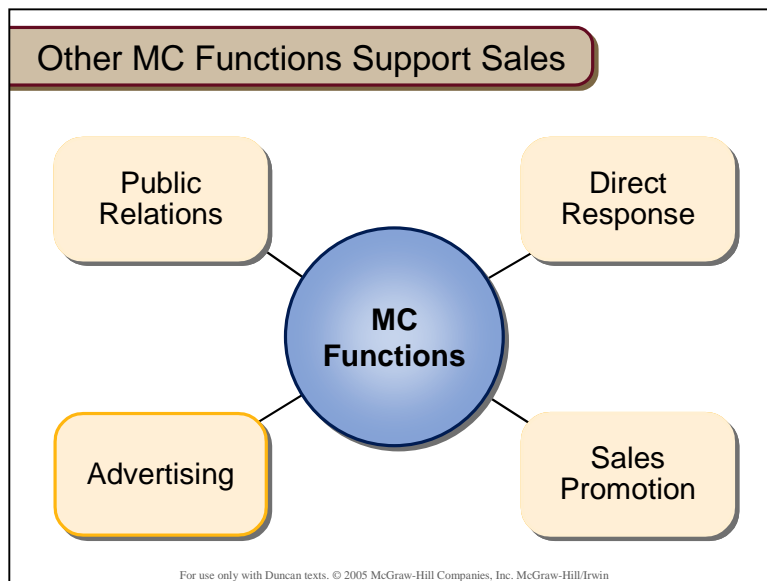 Other MC Functions Support Sales
Public
Relations
Direct
Response
MC
Functions
Advertising
Sales
Promotion
For use only with Duncan texts. © 2005 McGraw-Hill Companies, Inc. McGraw-Hill/Irwin